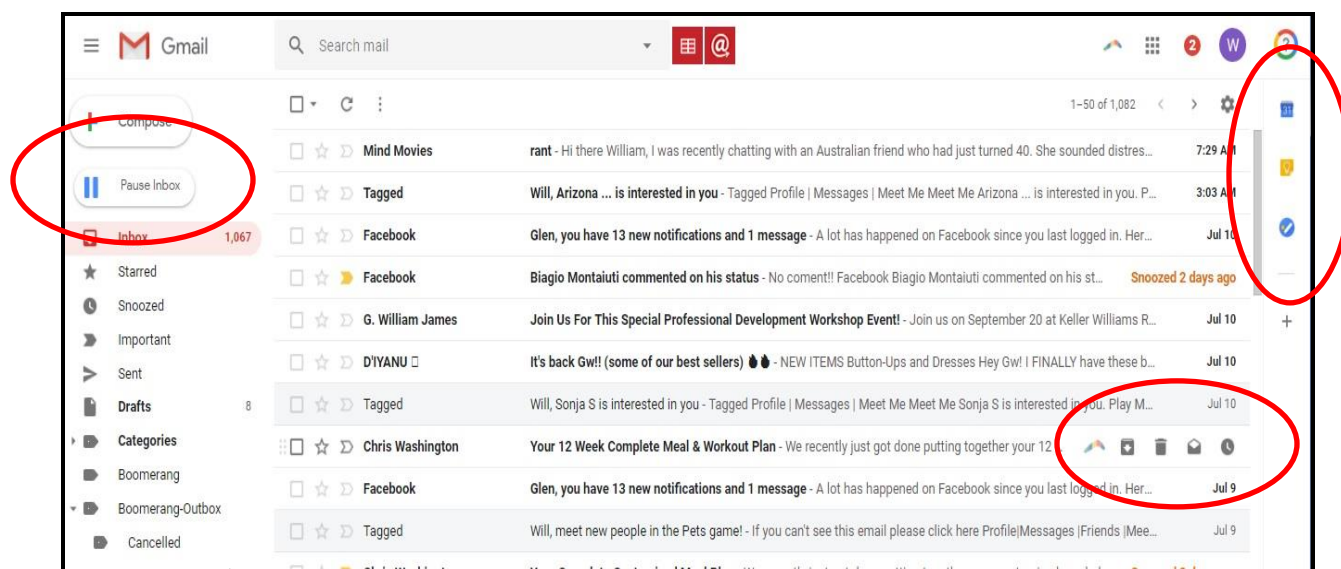 Gmail
Search mail
@
2
W
?
Compose
1–50 of 1,082
31
Mind Movies rant - Hi there William, I was recently chatting with an Australian friend who had just turned 40. She sounded distres... 7:29 AM
Pause Inbox
Tagged Will, Arizona ... is interested in you - Tagged Profile | Messages | Meet Me Meet Me Arizona ... is interested in you. P... 3:03 AM
Inbox 1,067
Facebook Glen, you have 13 new notifications and 1 message - A lot has happened on Facebook since you last logged in. Her... Jul 10
Starred
Facebook Biagio Montaiuti commented on his status - No coment!! Facebook Biagio Montaiuti commented on his st... Snoozed 2 days ago
Snoozed
G. William James Join Us For This Special Professional Development Workshop Event! - Join us on September 20 at Keller Williams R... Jul 10
Important
D'IYANU It's back Gw!! (some of our best sellers) - NEW ITEMS Button-Ups and Dresses Hey Gw! I FINALLY have these b... Jul 10
Sent
Drafts 8
Tagged Will, Sonja S is interested in you - Tagged Profile | Messages | Meet Me Meet Me Sonja S is interested in you. Play M... Jul 10
Categories
Chris Washington Your 12 Week Complete Meal & Workout Plan - We recently just got done putting together your 12
Boomerang
Facebook Glen, you have 13 new notifications and 1 message - A lot has happened on Facebook since you last logged in. Her... Jul 9
Boomerang-Outbox
Tagged Will, meet new people in the Pets game! - If you can't see this email please click here Profile|Messages |Friends |Mee... Jul 9
Cancelled